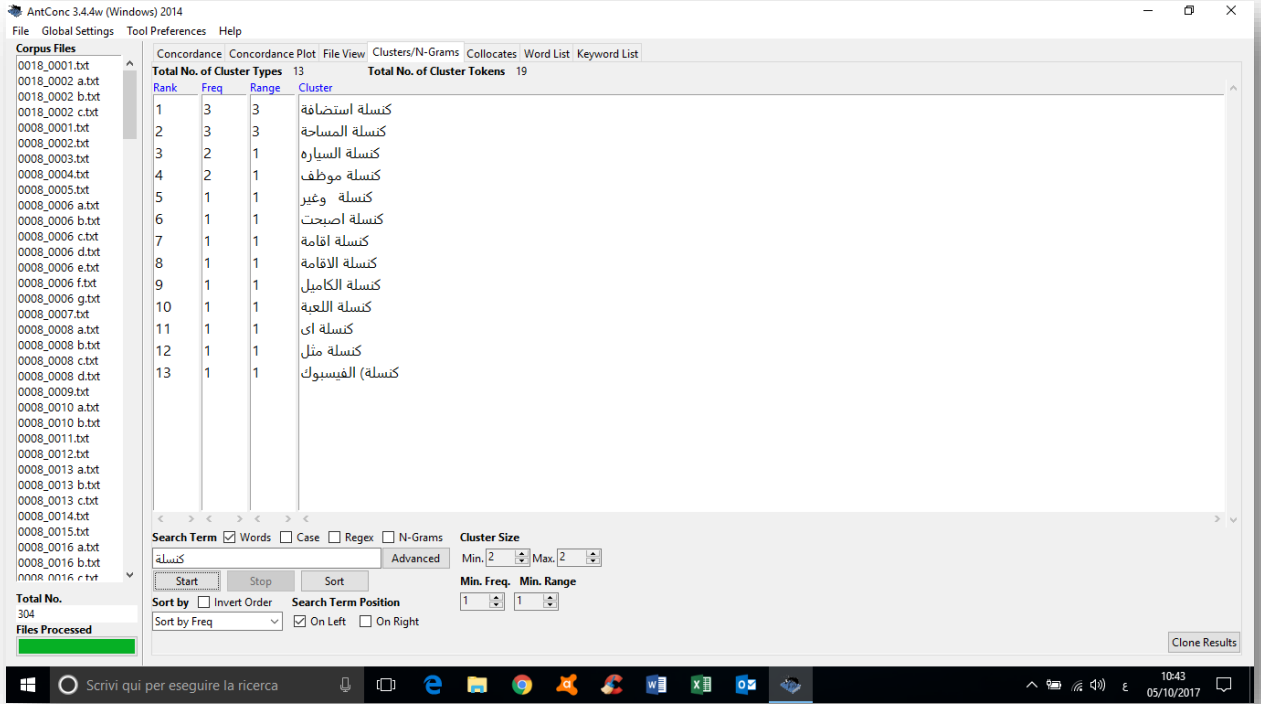 AntConc 3.4.4w (Windows) 2014
File Global Settings Tool Preferences Help
Corpus Files
0018_0001.txt
0018_0002 a.txt
0018_0002 b.txt
0018_0002 c.txt
0008_0001.txt
0008_0002.txt
0008_0003.txt
0008_0004.txt
0008_0005.txt
0008_0006 a.txt
0008_0006 b.txt
0008_0006 c.txt
0008_0006 d.txt
0008_0006 e.txt
0008_0006 f.txt
0008_0006 g.txt
0008_0007.txt
0008_0008 a.txt
0008_0008 b.txt
0008_0008 c.txt
0008_0008 d.txt
0008_0009.txt
0008_0010 a.txt
0008_0010 b.txt
0008_0011.txt
0008_0012.txt
0008_0013 a.txt
0008_0013 b.txt
0008_0013 c.txt
0008_0014.txt
0008_0015.txt
0008_0016 a.txt
0008_0016 b.txt
0008_0016 c.txt
Total No.
304
Files Processed
Concordance Concordance Plot File View Clusters/N-Grams Collocates Word List Keyword List
Total No. of Cluster Types 13 Total No. of Cluster Tokens 19
Rank Freq Range Cluster
1 3 3 كنسلة استضافة
2 3 3 كنسلة المساحة
3 2 1 كنسلة السياره
4 2 1 كنسلة موظف
5 1 1 كنسلة وغير
6 1 1 كنسلة اصبحت
7 1 1 كنسلة اقامة
8 1 1 كنسلة الاقامة
9 1 1 كنسلة الكاميل
10 1 1 كنسلة اللعبة
11 1 1 كنسلة اى
12 1 1 كنسلة مثل
13 1 1 كنسلة) الفيسبوك
Search Term Words Case Regex N-Grams Cluster Size
كنسلة Advanced Min. 2 Max. 2
Start Stop Sort Min. Freq. Min. Range
Sort by Invert Order Search Term Position 1 1
Sort by Freq On Left On Right
Clone Results
Scrivi qui per eseguire la ricerca
ع 10:43
05/10/2017